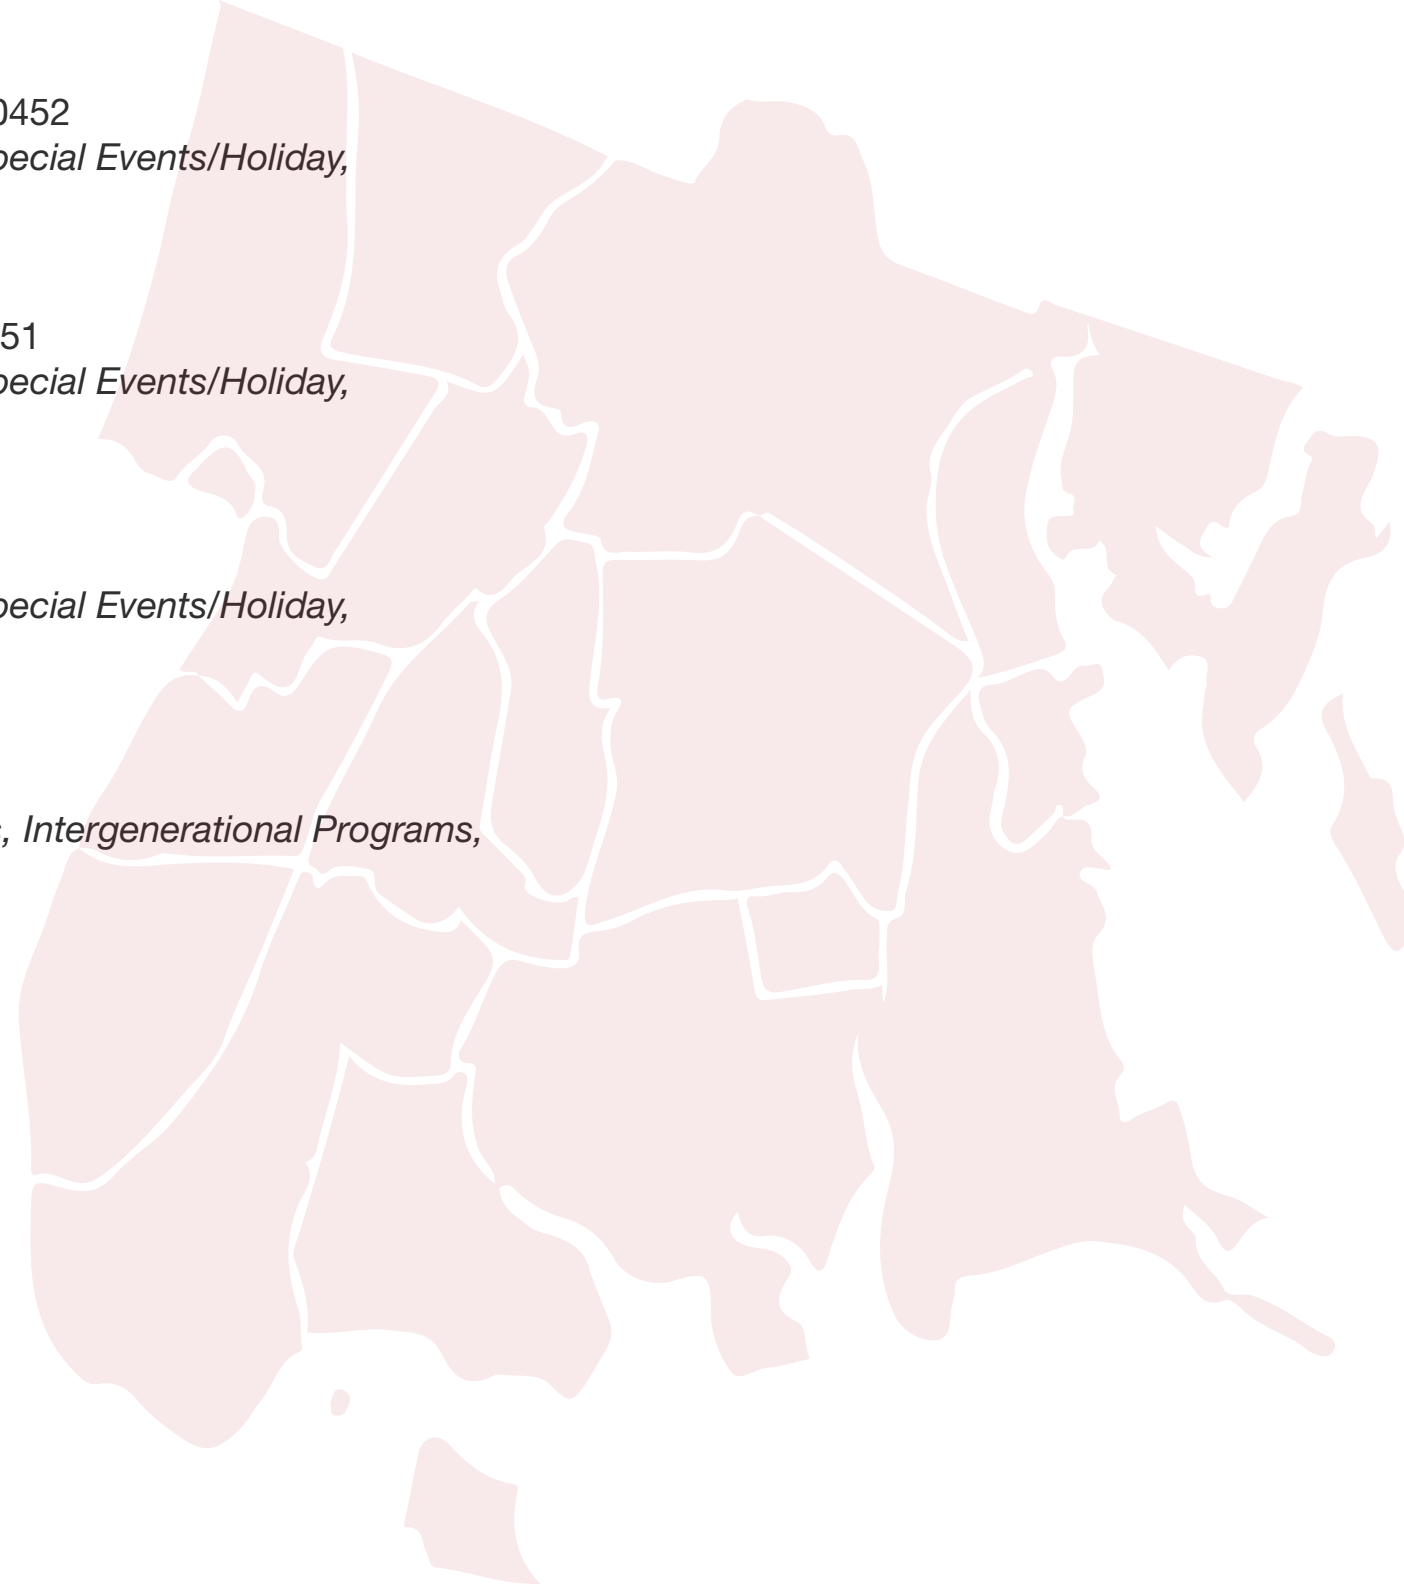 0452
pecial Events/Holiday,
51
pecial Events/Holiday,
pecial Events/Holiday,
, Intergenerational Programs,